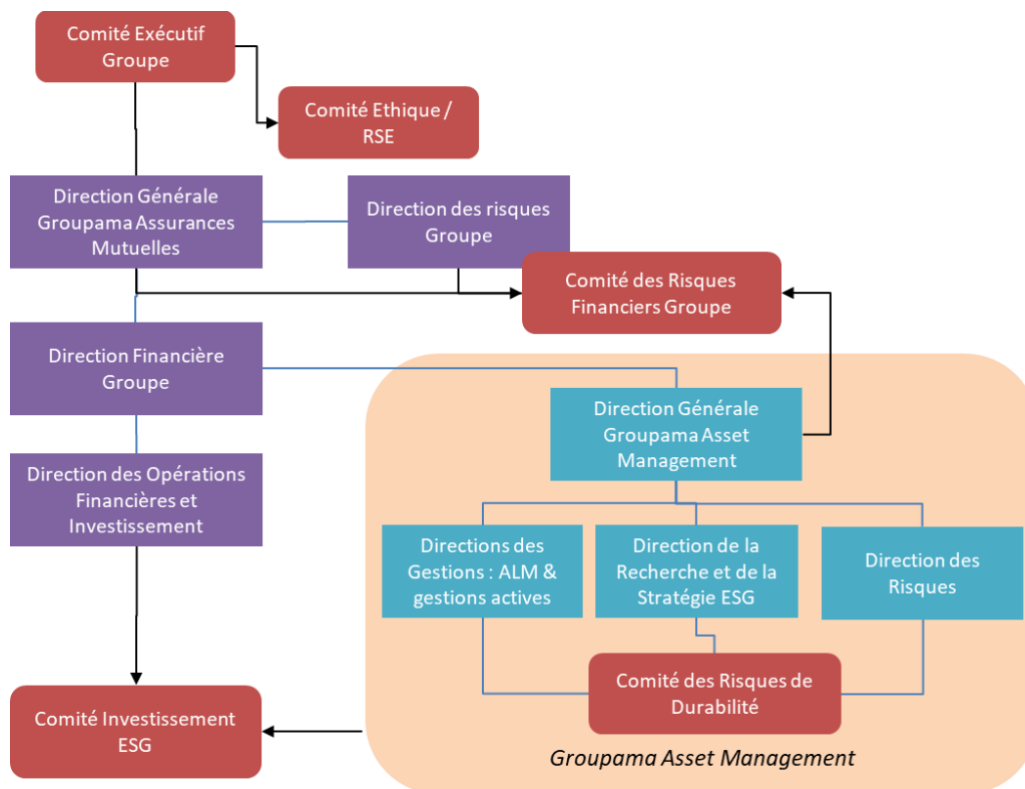 Comité Exécutif
Groupe
Comité Ethique /
RSE
Direction Générale
Groupama Assurances
Mutuelles
Direction des risques
Groupe
Comité des Risques
Financiers Groupe
Direction Financière
Groupe
Direction Générale
Groupama Asset
Management
Direction des Opérations
Financières et
Investissement
Directions des
Gestions : ALM &
gestions actives
Direction de la
Recherche et de la
Stratégie ESG
Direction des
Risques
Comité des Risques de
Durabilité
Comité Investissement
ESG
Groupama Asset Management